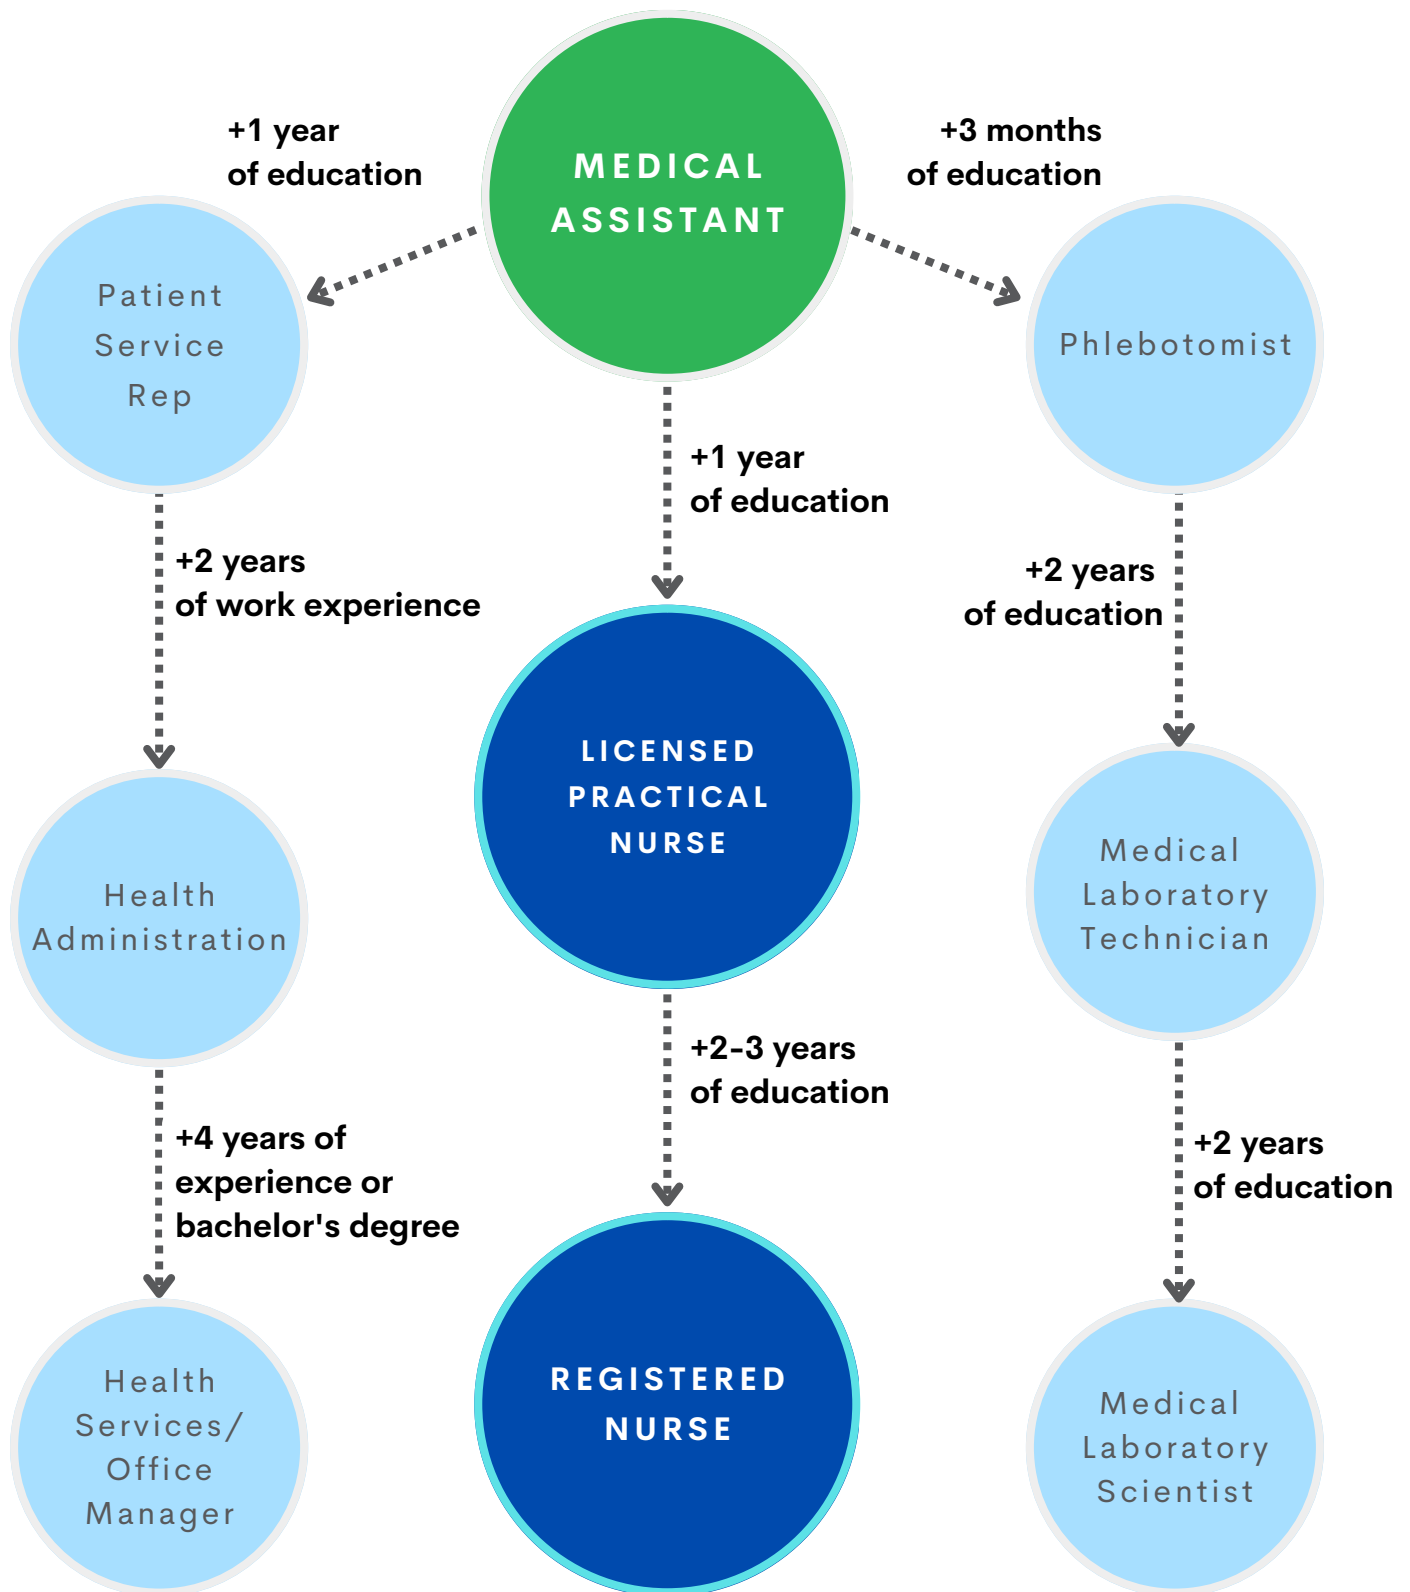 +1 year
of education
MEDICAL
ASSISTANT
+3 months
of education
Patient
Service
Rep
Phlebotomist
+1 year
of education
+2 years
of work experience
+2 years
of education
LICENSED
PRACTICAL
NURSE
Health
Administration
Medical
Laboratory
Technician
+2-3 years
of education
+4 years of
experience or
bachelor's degree
+2 years
of education
REGISTERED
NURSE
Health
Services/
Office
Manager
Medical
Laboratory
Scientist